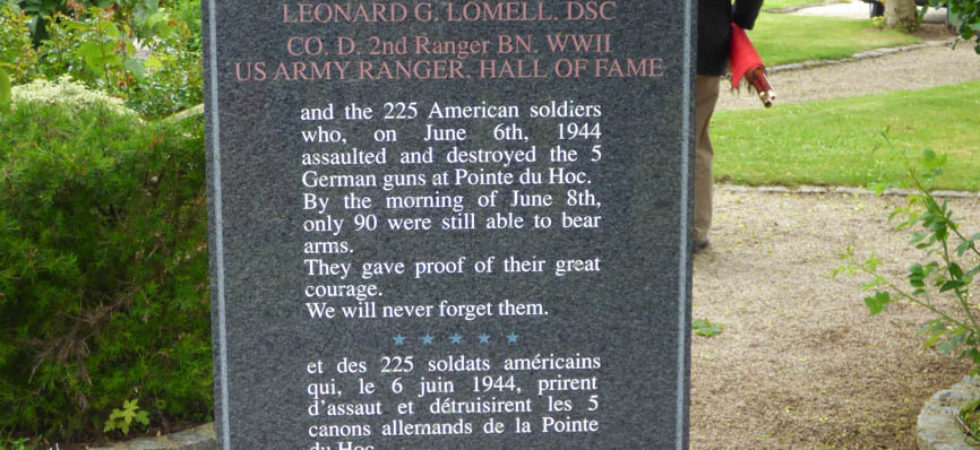 LEONARD G. LOMELL. DSC
CO. D. 2nd Ranger BN. WWII
US ARMY RANGER. HALL OF FAME
and the 225 American soldiers
who, on June 6th, 1944
assaulted and destroyed the 5
German guns at Pointe du Hoc.
By the morning of June 8th,
only 90 were still able to bear
arms.
They gave proof of their great
courage.
We will never forget them.
et des 225 soldats américains
qui, le 6 juin 1944, prirent
d'assaut et détruisirent les 5
canons allemands de la Pointe
du Hoc